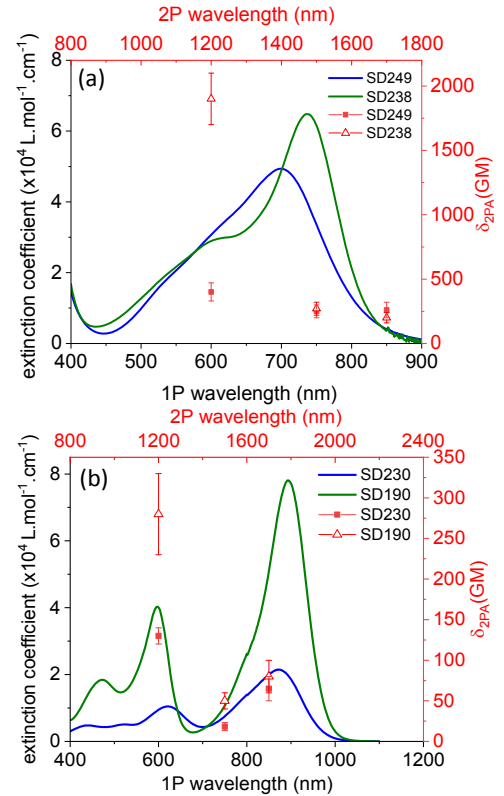 2P wavelength (nm)
800 1000 1200 1400 1600 1800
(a)
SD249
SD238
SD249
SD238
8
6
4
2
0
2000
1500
1000
500
0
extinction coefficient (x10⁴ L.mol⁻¹.cm⁻¹)
δ2PA(GM)
400 500 600 700 800 900
1P wavelength (nm)
2P wavelength (nm)
800 1200 1600 2000 2400
(b)
SD230
SD190
SD230
SD190
8
6
4
2
0
350
300
250
200
150
100
50
0
extinction coefficient (x10⁴ L.mol⁻¹.cm⁻¹)
δ2PA(GM)
400 600 800 1000 1200
1P wavelength (nm)